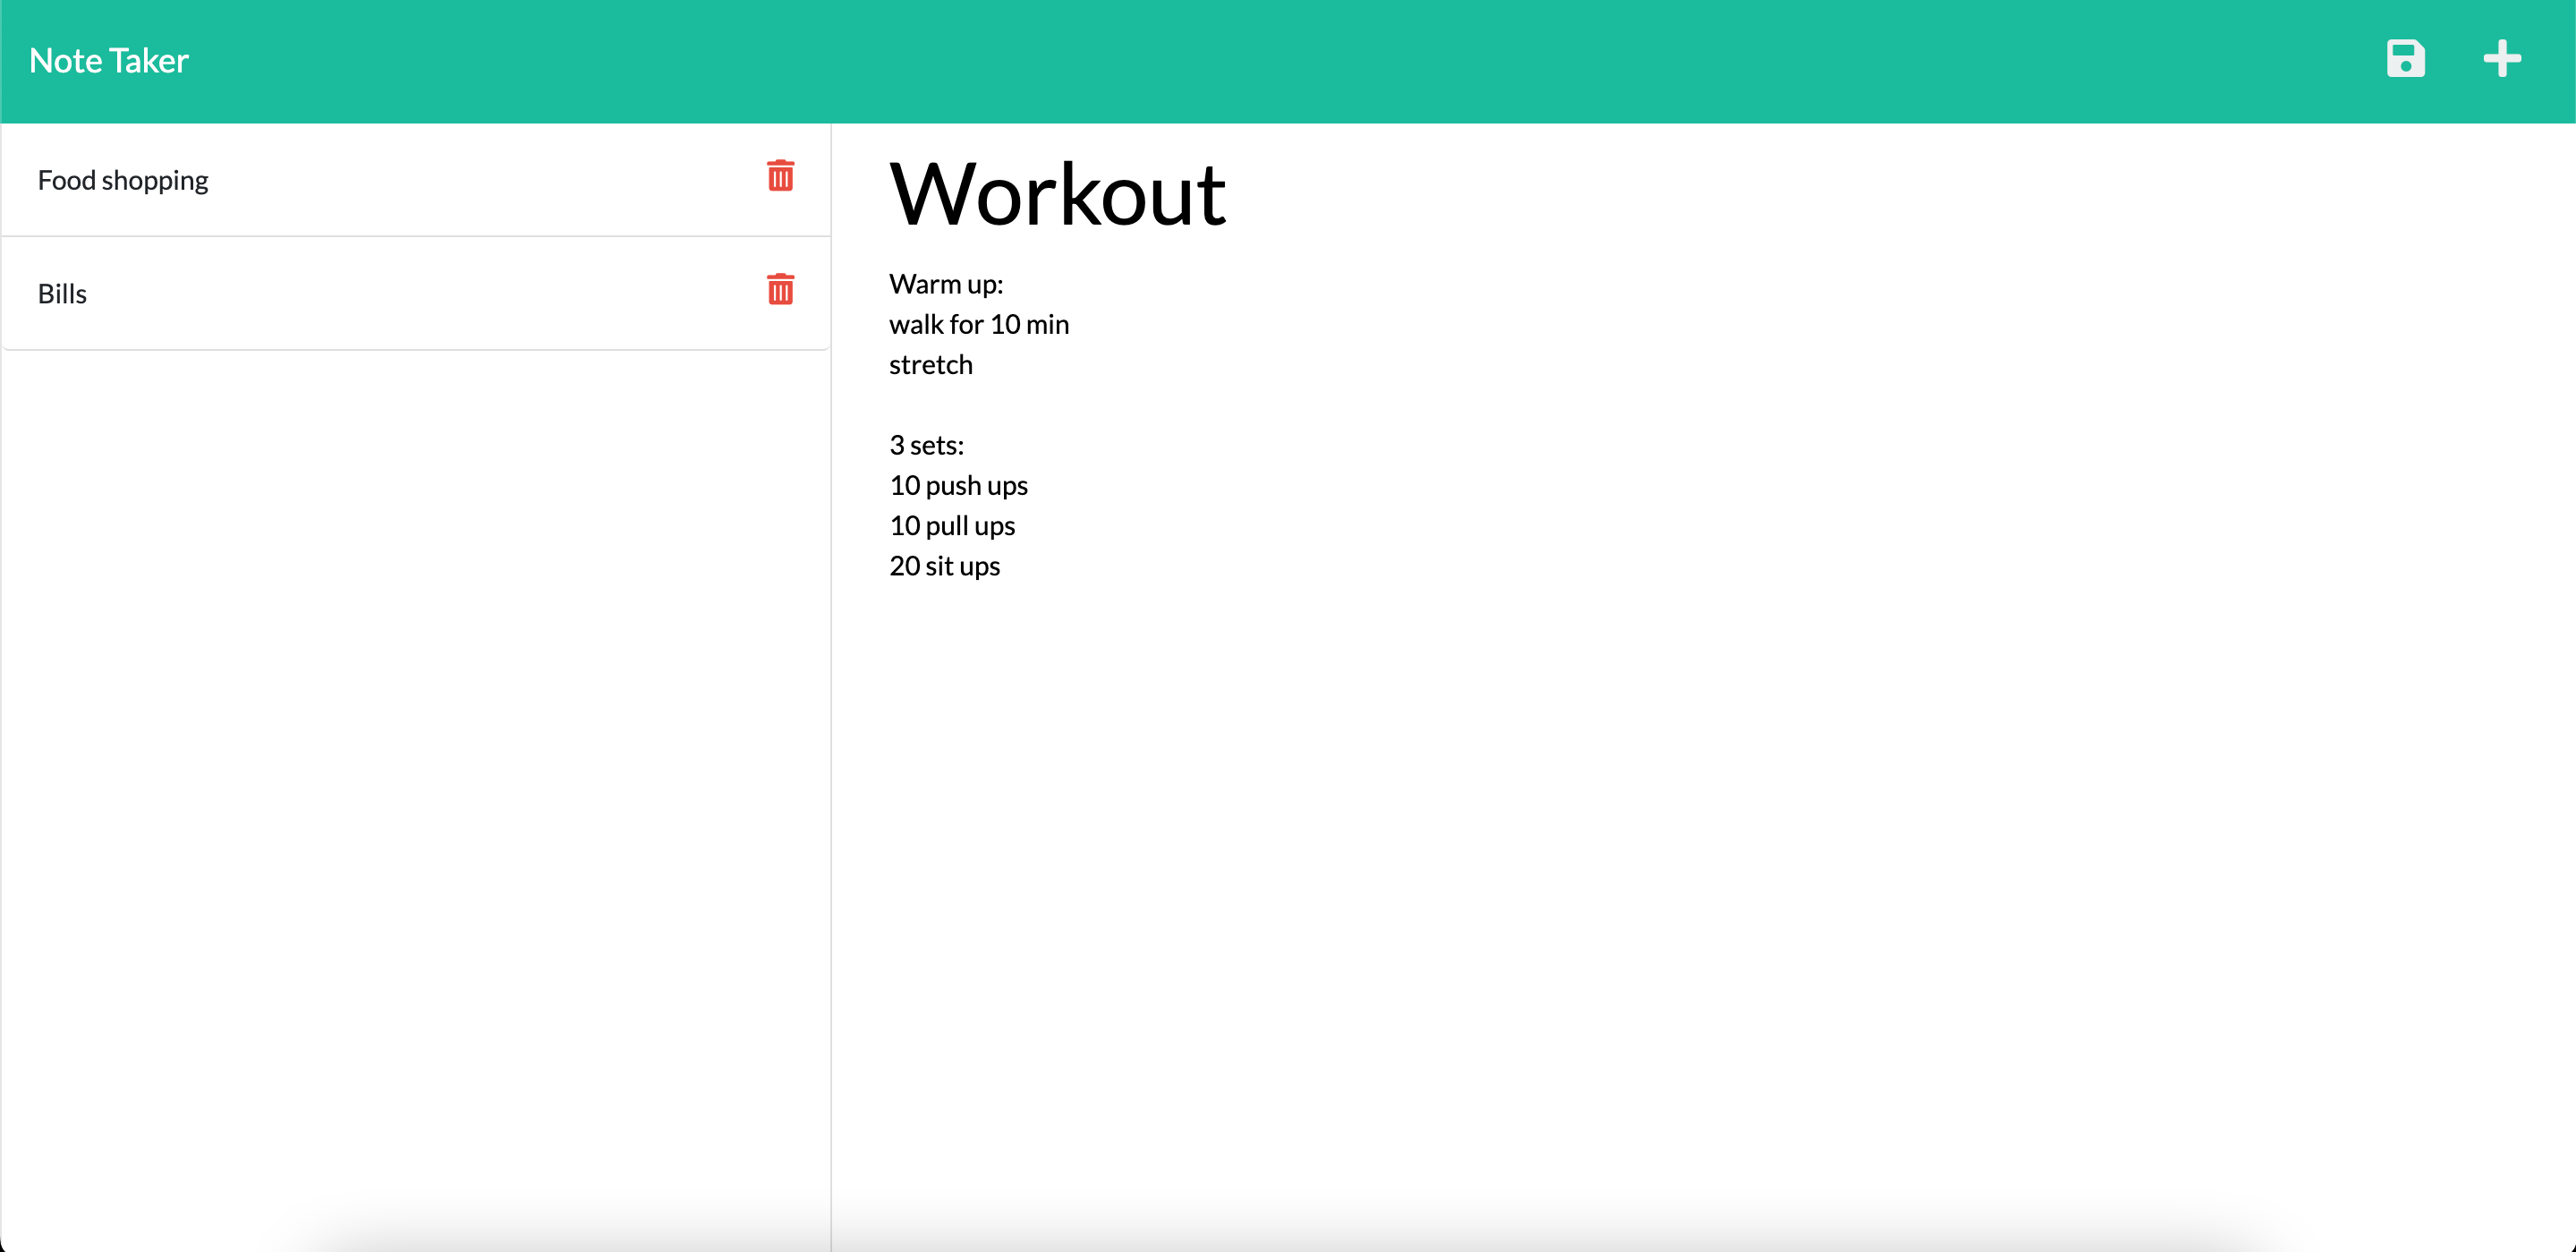 Note Taker
Food shopping
Bills
Workout
Warm up:
walk for 10 min
stretch
3 sets:
10 push ups
10 pull ups
20 sit ups